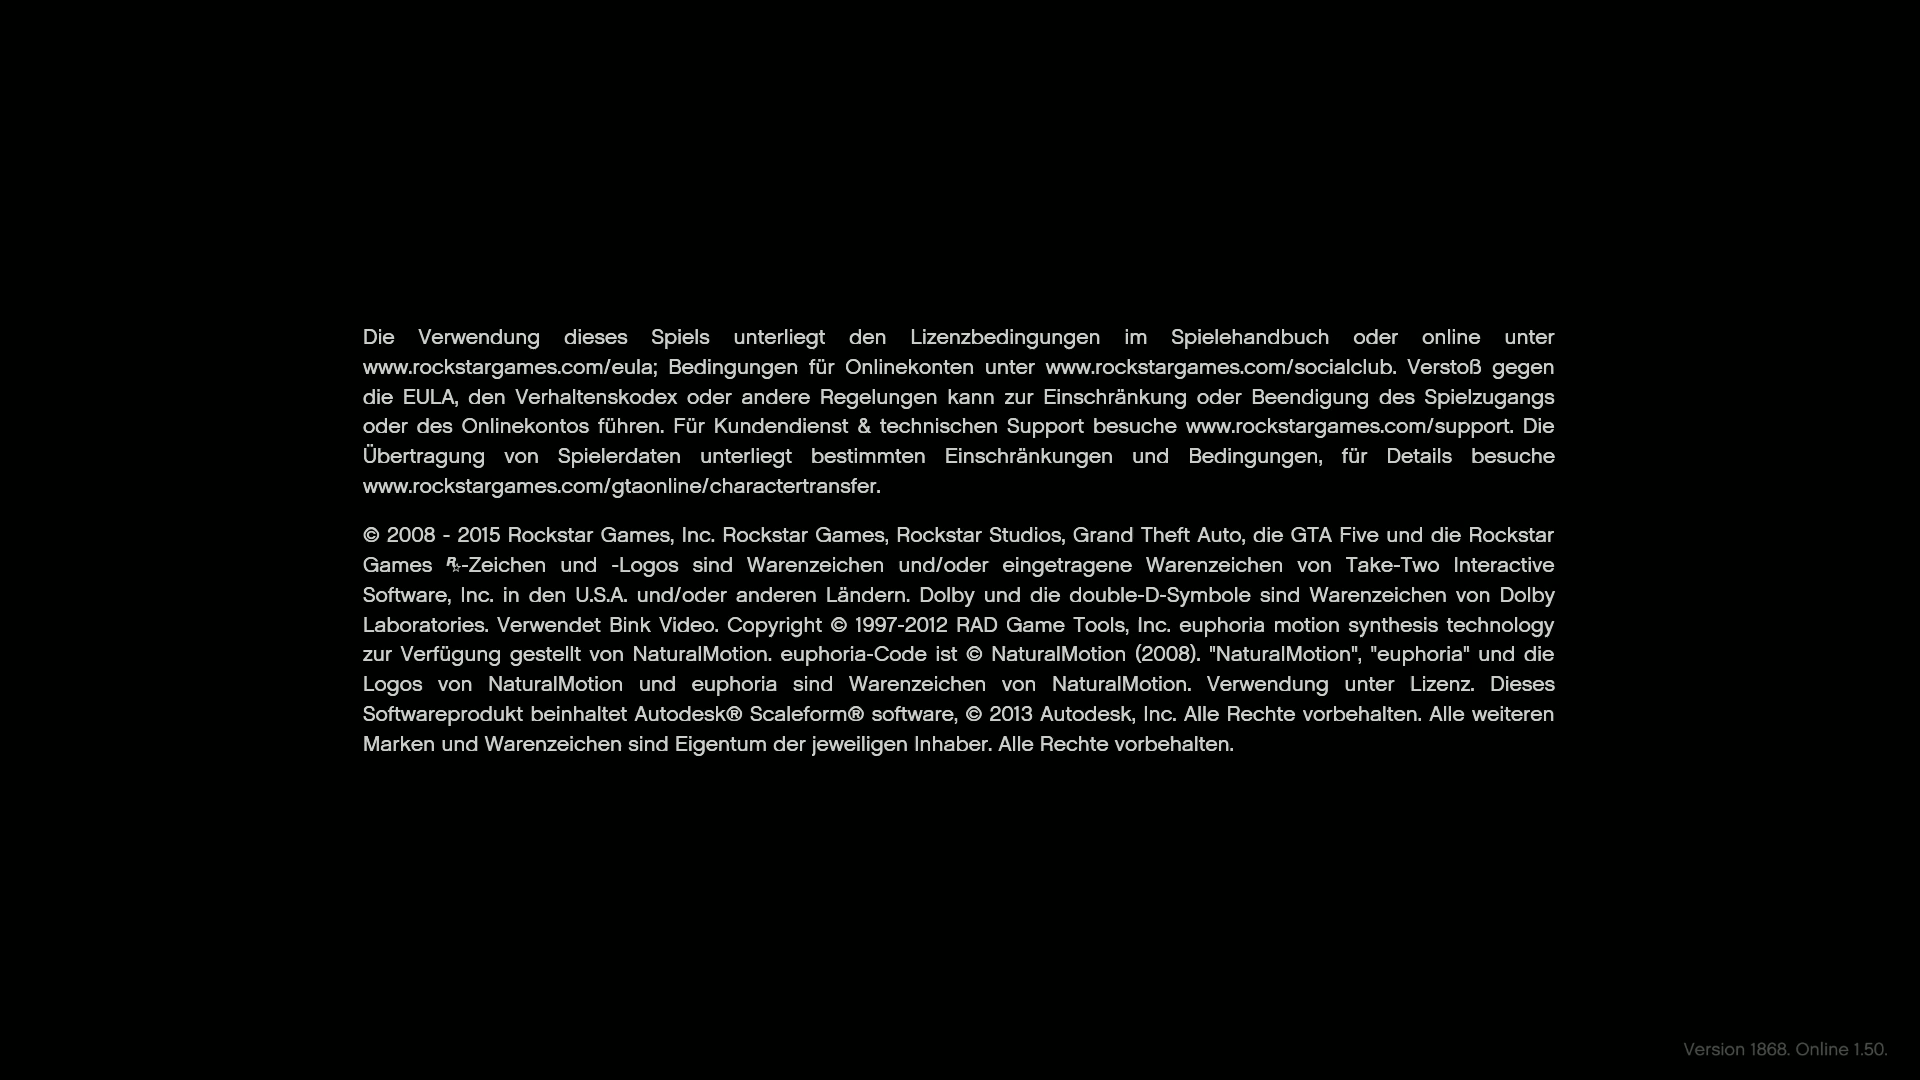 Die Verwendung dieses Spiels unterliegt den Lizenzbedingungen im Spielehandbuch oder online unter
www.rockstargames.com/eula; Bedingungen für Onlinekonten unter www.rockstargames.com/socialclub. Verstoß gegen
die EULA, den Verhaltenskodex oder andere Regelungen kann zur Einschränkung oder Beendigung des Spielzugangs
oder des Onlinekontos führen. Für Kundendienst & technischen Support besuche www.rockstargames.com/support. Die
Übertragung von Spielerdaten unterliegt bestimmten Einschränkungen und Bedingungen, für Details besuche
www.rockstargames.com/gtaonline/charactertransfer.
© 2008 - 2015 Rockstar Games, Inc. Rockstar Games, Rockstar Studios, Grand Theft Auto, die GTA Five und die Rockstar
Games R☆-Zeichen und -Logos sind Warenzeichen und/oder eingetragene Warenzeichen von Take-Two Interactive
Software, Inc. in den U.S.A. und/oder anderen Ländern. Dolby und die double-D-Symbole sind Warenzeichen von Dolby
Laboratories. Verwendet Bink Video. Copyright © 1997-2012 RAD Game Tools, Inc. euphoria motion synthesis technology
zur Verfügung gestellt von NaturalMotion. euphoria-Code ist © NaturalMotion (2008). "NaturalMotion", "euphoria" und die
Logos von NaturalMotion und euphoria sind Warenzeichen von NaturalMotion. Verwendung unter Lizenz. Dieses
Softwareprodukt beinhaltet Autodesk® Scaleform® software, © 2013 Autodesk, Inc. Alle Rechte vorbehalten. Alle weiteren
Marken und Warenzeichen sind Eigentum der jeweiligen Inhaber. Alle Rechte vorbehalten.
Version 1868. Online 1.50.